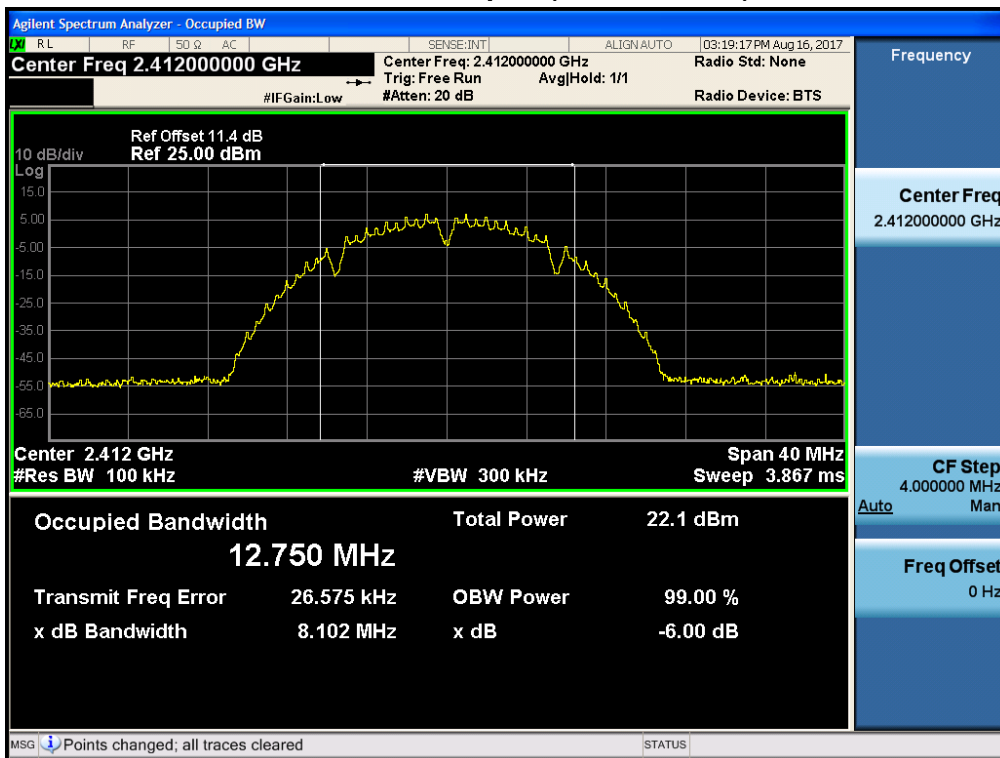 Agilent Spectrum Analyzer - Occupied BW
LXI RL RF 50 Ω AC SENSE:INT ALIGN AUTO 03:19:17 PM Aug 16, 2017
Center Freq 2.412000000 GHz
Center Freq: 2.412000000 GHz
Radio Std: None
Trig: Free Run Avg|Hold: 1/1
#IFGain:Low
#Atten: 20 dB
Radio Device: BTS
Frequency
Ref Offset 11.4 dB
10 dB/div Ref 25.00 dBm
Log
15.0
5.00
-5.00
-15.0
-25.0
-35.0
-45.0
-55.0
-65.0
Center 2.412 GHz
Span 40 MHz
#Res BW 100 kHz
#VBW 300 kHz
Sweep 3.867 ms
Center Freq
2.412000000 GHz
CF Step
4.000000 MHz
Auto Man
Freq Offset
0 Hz
Occupied Bandwidth
12.750 MHz
Total Power 22.1 dBm
Transmit Freq Error 26.575 kHz
OBW Power 99.00 %
x dB Bandwidth 8.102 MHz
x dB -6.00 dB
MSG Points changed; all traces cleared
STATUS